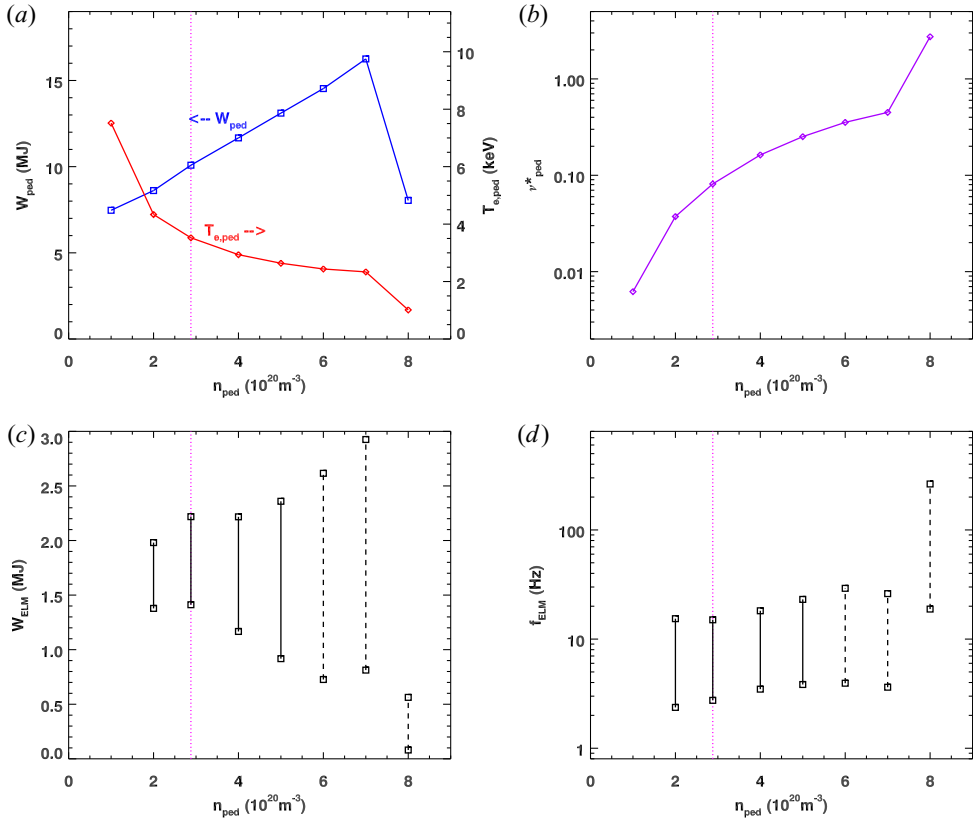 (a)
(b)
15
10
5
0
W_ped (MJ)
<-- W_ped
T_e,ped -->
10
8
6
4
2
0
T_e,ped (keV)
0 2 4 6 8
n_ped (10^20 m^-3)
1.00
0.10
0.01
ν*_ped
0 2 4 6 8
n_ped (10^20 m^-3)
(c)
(d)
3.0
2.5
2.0
1.5
1.0
0.5
0.0
W_ELM (MJ)
0 2 4 6 8
n_ped (10^20 m^-3)
100
10
1
f_ELM (Hz)
0 2 4 6 8
n_ped (10^20 m^-3)